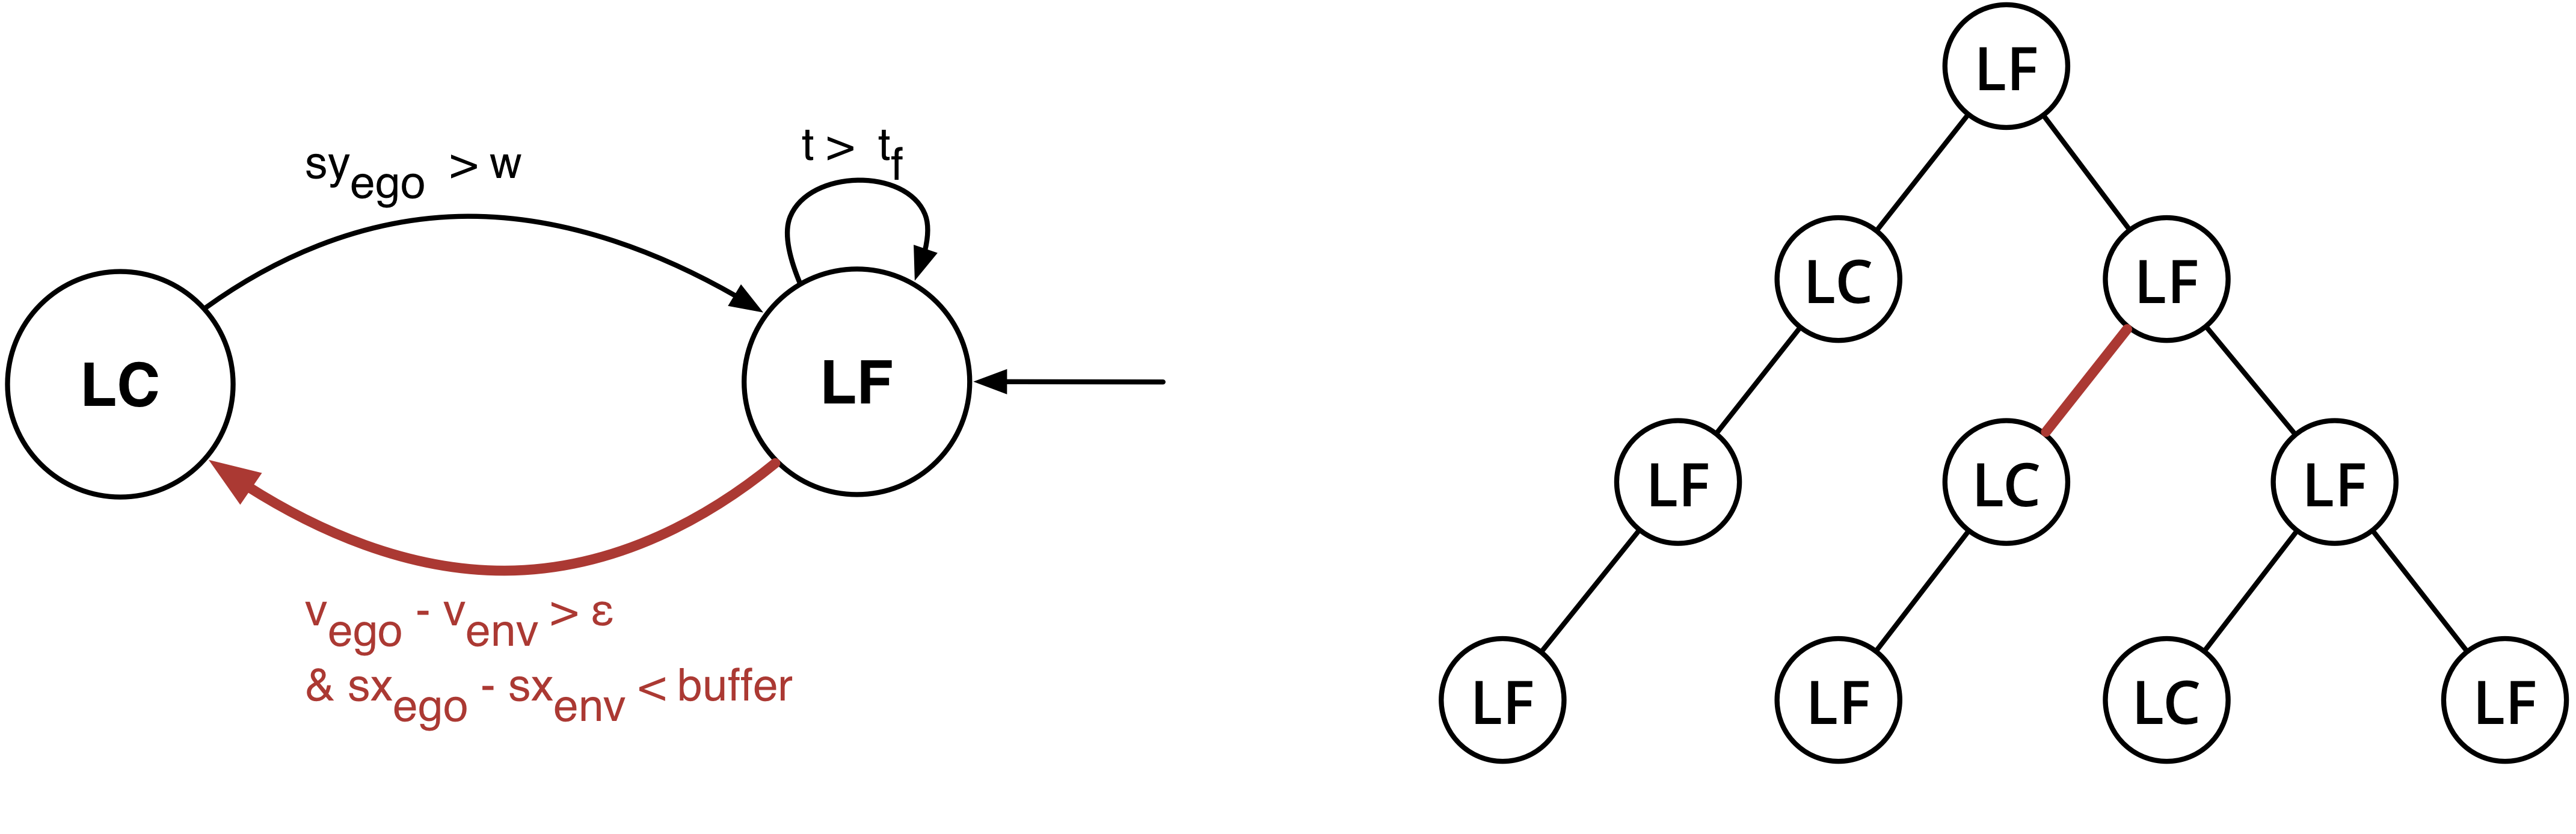 sy_ego > w
t > t_f
LC
LF
v_ego - v_env > ε
& sx_ego - sx_env < buffer
LF
LC LF
LF LC LF
LF LF LC LF